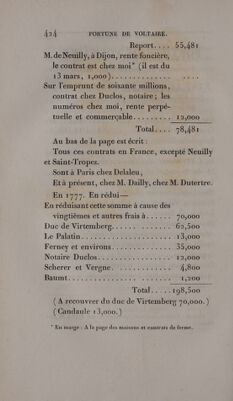 424 FORTUNE DE VOLTAIRE.
Report.... 55,481
M. de Neuilly, à Dijon, rente foncière,
le contrat est chez moi* (il est du
13 mars, 1,000).............. ....
Sur l'emprunt de soixante millions,
contrat chez Duclos, notaire; les
numéros chez moi, rente perpé-
tuelle et commerçable.......... 12,000
Total.... 78,481
Au bas de la page est écrit:
Tous ces contrats en France, excepté Neuilly
et Saint-Tropez.
Sont à Paris chez Delaleu,
Et à présent, chez M. Dailly, chez M. Dutertre.
En 1777. En rédui—
En réduisant cette somme à cause des
vingtièmes et autres frais à...... 70,000
Duc de Virtemberg............. 62,500
Le Palatin.................... 13,000
Ferney et environs............. 35,000
Notaire Duclos................ 12,000
Scherer et Vergne............. 4,800
Baumt....................... 1,200
Total.....198,500
(A recouvrer du duc de Virtemberg 70,000.)
(Candaule 13,000.)
* En marge: A la page des maisons et contrats de ferme.